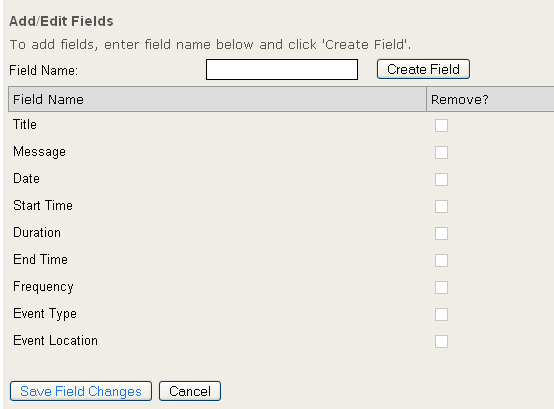 Add/Edit Fields
To add fields, enter field name below and click 'Create Field'.
Field Name: Create Field
Field Name Remove?
Title
Message
Date
Start Time
Duration
End Time
Frequency
Event Type
Event Location
Save Field Changes Cancel